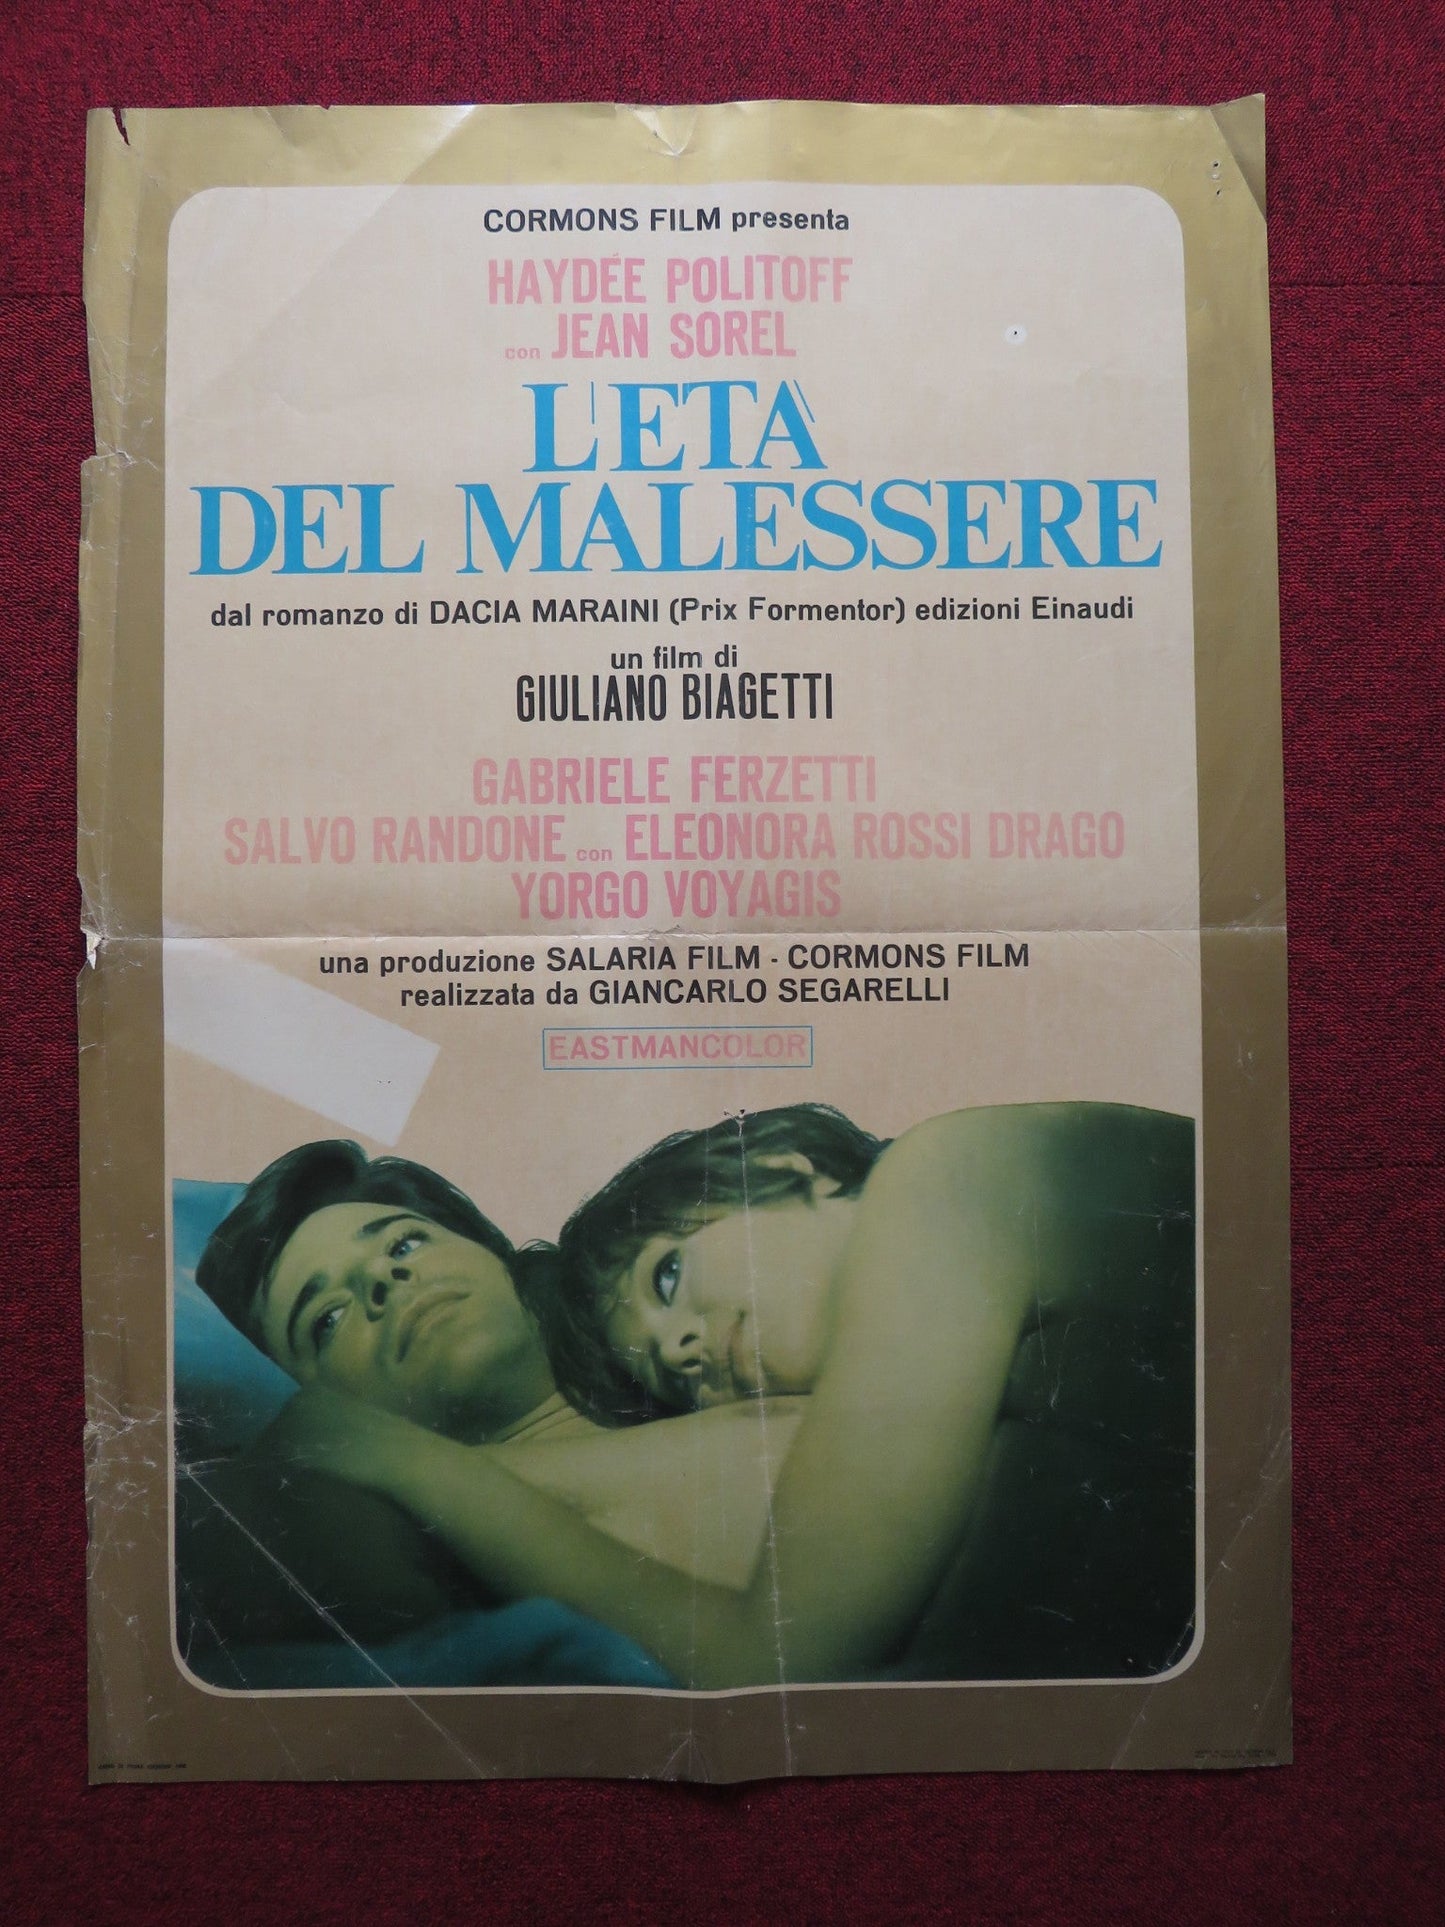 CORMONS FILM presenta
HAYDÉE POLITOFF
con JEAN SOREL
L'ETÀ
DEL MALESSERE
dal romanzo di DACIA MARAINI (Prix Formentor) edizioni Einaudi
un film di
GIULIANO BIAGETTI
GABRIELE FERZETTI
SALVO RANDONE con ELEONORA ROSSI DRAGO
YORGO VOYAGIS
una produzione SALARIA FILM - CORMONS FILM
realizzata da GIANCARLO SEGARELLI
EASTMANCOLOR